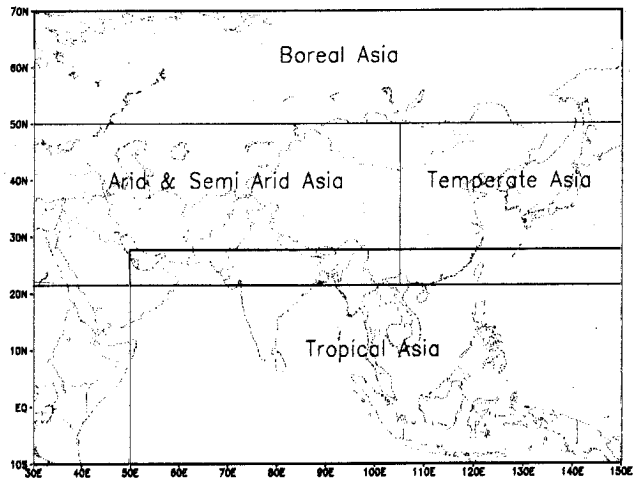 70N
Boreal Asia
60N
50N
Arid & Semi Arid Asia Temperate Asia
40N
30N
20N
Tropical Asia
10N
EQ
10S
30E 40E 50E 60E 70E 80E 90E 100E 110E 120E 130E 140E 150E